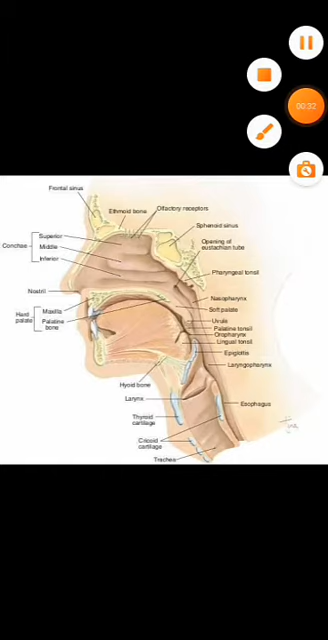 00:32
Frontal sinus
Ethmoid bone
Olfactory receptors
Sphenoid sinus
Opening of
eustachian tube
Conchae
Superior
Middle
Inferior
Pharyngeal tonsil
Nostril
Nasopharynx
Hard
palate
Maxilla
Palatine
bone
Soft palate
Uvula
Palatine tonsil
Oropharynx
Lingual tonsil
Epiglottis
Laryngopharynx
Hyoid bone
Larynx
Esophagus
Thyroid
cartilage
Cricoid
cartilage
Trachea